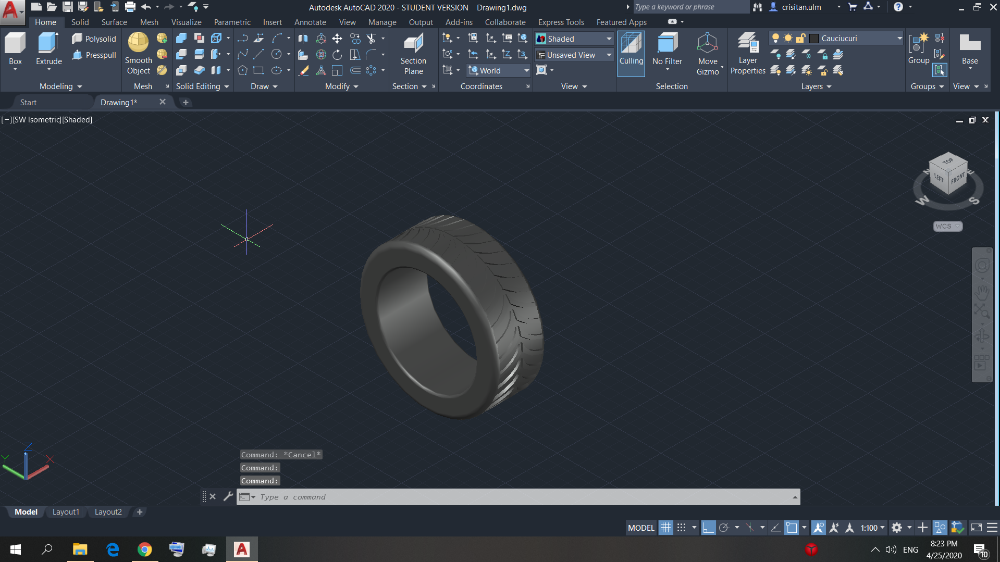 Autodesk AutoCAD 2020 - STUDENT VERSION Drawing1.dwg
Type a keyword or phrase
crisitan.ulm
Home Solid Surface Mesh Visualize Parametric Insert Annotate View Manage Output Add-ins Collaborate Express Tools Featured Apps
Box
Extrude
Polysolid
Presspull
Smooth
Object
Section
Plane
Shaded
Unsaved View
World
Culling
No Filter
Move
Gizmo
Layer
Properties
Cauciucuri
Group
Base
Modeling Mesh Solid Editing Draw Modify Section Coordinates View Selection Layers Groups View
Start Drawing1*
[−][SW Isometric][Shaded]
TOP
LEFT
FRONT
N
E
W
S
WCS
Z
Y
X
Command: *Cancel*
Command:
Command:
Type a command
Model Layout1 Layout2
MODEL
1:100
ENG
8:23 PM
4/25/2020
10